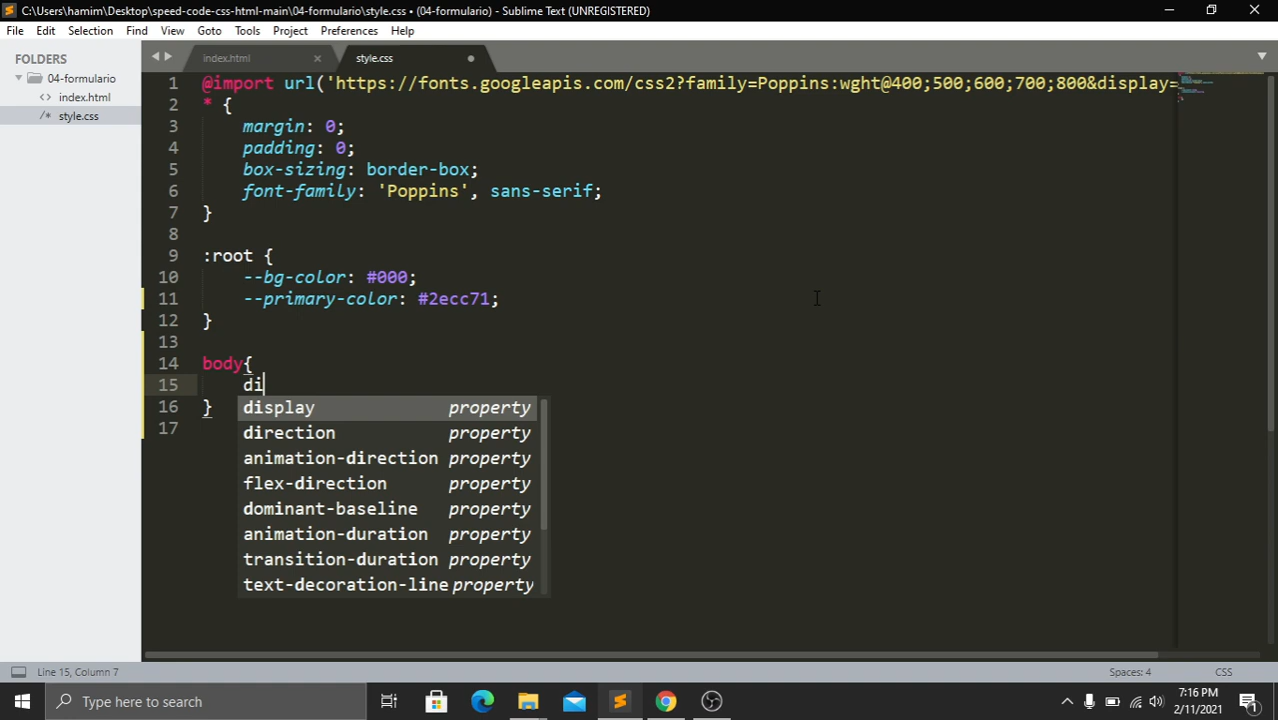 C:\Users\hamim\Desktop\speed-code-css-html-main\04-formulario\style.css • (04-formulario) - Sublime Text (UNREGISTERED)
File Edit Selection Find View Goto Tools Project Preferences Help
FOLDERS
04-formulario
<> index.html
/* style.css
index.html ×
style.css
1 @import url('https://fonts.googleapis.com/css2?family=Poppins:wght@400;500;600;700;800&display=
2 * {
3 margin: 0;
4 padding: 0;
5 box-sizing: border-box;
6 font-family: 'Poppins', sans-serif;
7 }
8
9 :root {
10 --bg-color: #000;
11 --primary-color: #2ecc71;
12 }
13
14 body{
15 di
16 }
17
display property
direction property
animation-direction property
flex-direction property
dominant-baseline property
animation-duration property
transition-duration property
text-decoration-line property
Line 15, Column 7
Spaces: 4
CSS
Type here to search
7:16 PM
2/11/2021
1